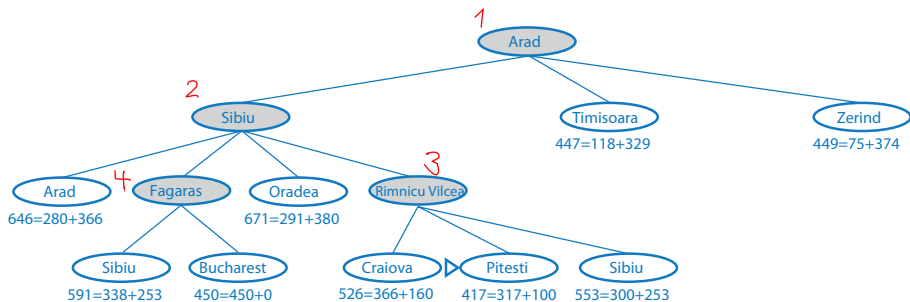 1
Arad
2
Sibiu
Timisoara
Zerind
447=118+329
449=75+374
3
4
Arad
Fagaras
Oradea
Rimnicu Vilcea
646=280+366
671=291+380
Sibiu
Bucharest
Craiova
Pitesti
Sibiu
591=338+253
450=450+0
526=366+160
417=317+100
553=300+253